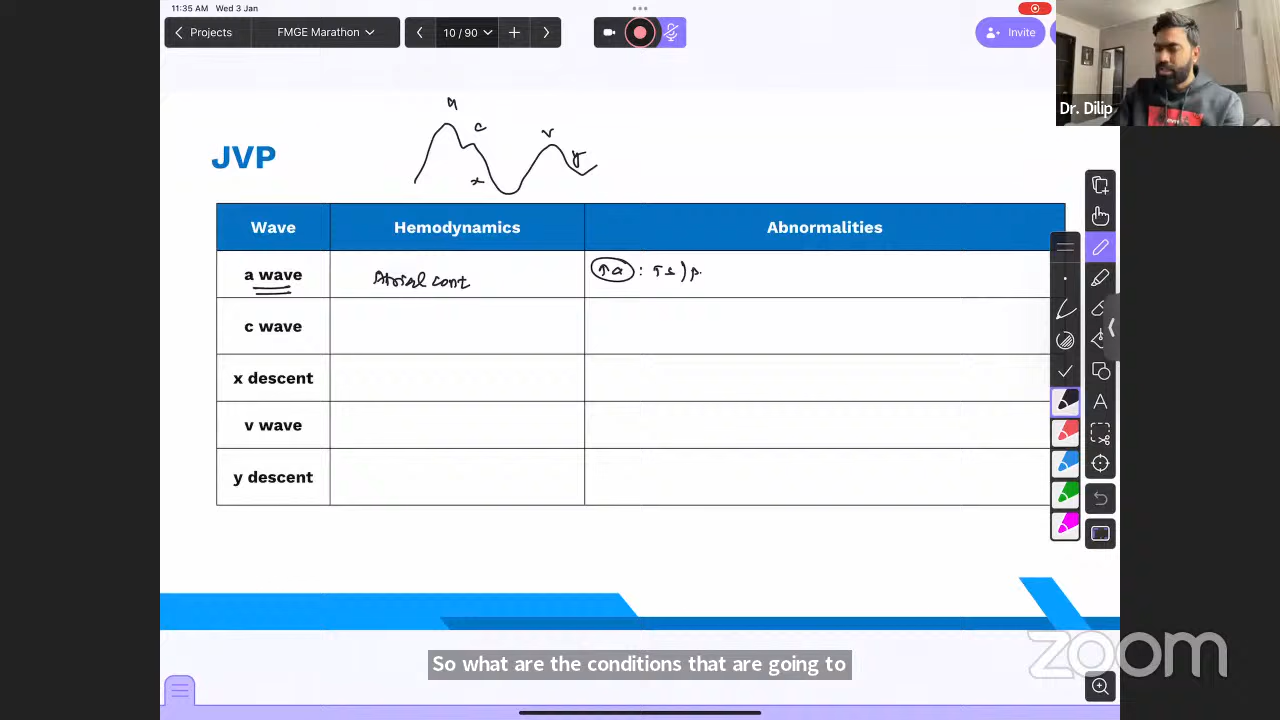 11:35 AM Wed 3 Jan
Projects
FMGE Marathon
10 / 90
Invite
Dr. Dilip
a
c
v
y
x
JVP
Wave Hemodynamics Abnormalities
a wave Atrial cont ↑a : TS) P
c wave
x descent
v wave
y descent
A
So what are the conditions that are going to
zoom